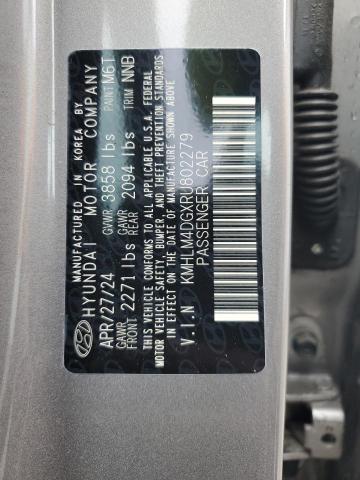 MANUFACTURED IN KOREA BY
HYUNDAI MOTOR COMPANY
APR/27/24 GVWR 3858 lbs PAINT M6T
GAWR FRONT 2271 lbs GAWR REAR 2094 lbs TRIM NNB
THIS VEHICLE CONFORMS TO ALL APPLICABLE U.S.A. FEDERAL
MOTOR VEHICLE SAFETY, BUMPER, AND THEFT PREVENTION STANDARDS
IN EFFECT ON THE DATE OF MANUFACTURE SHOWN ABOVE
V.I.N KMHLM4DGXRU802279
PASSENGER CAR